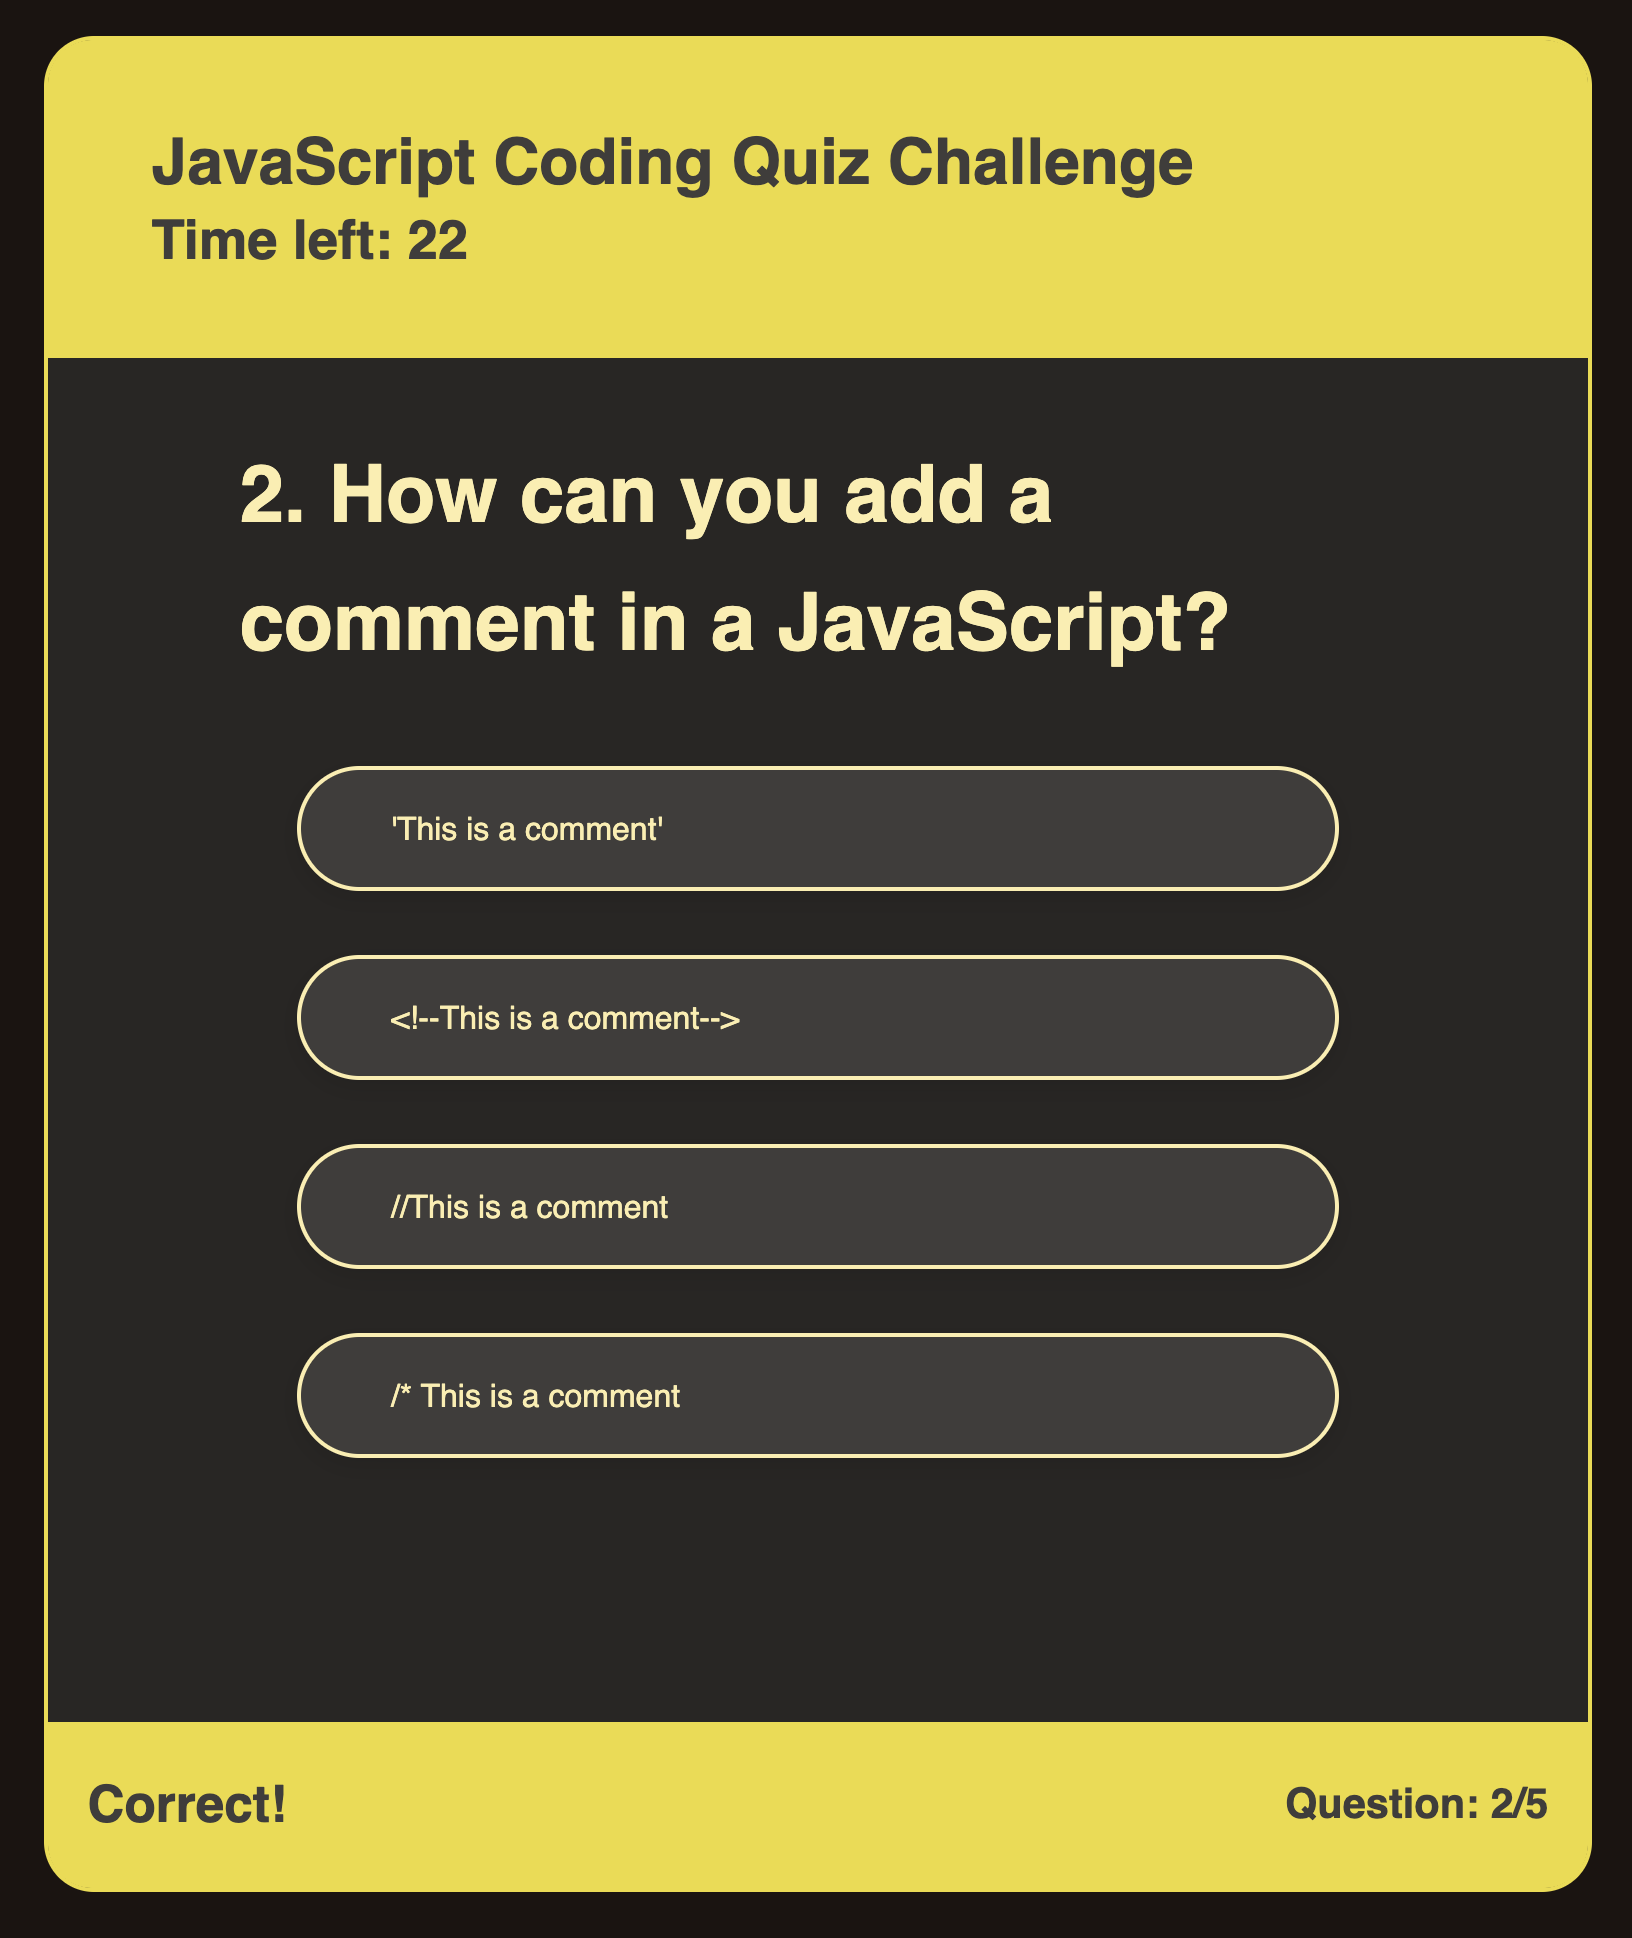 JavaScript Coding Quiz Challenge
Time left: 22
2. How can you add a
comment in a JavaScript?
'This is a comment'
<!--This is a comment-->
//This is a comment
/* This is a comment
Correct!
Question: 2/5